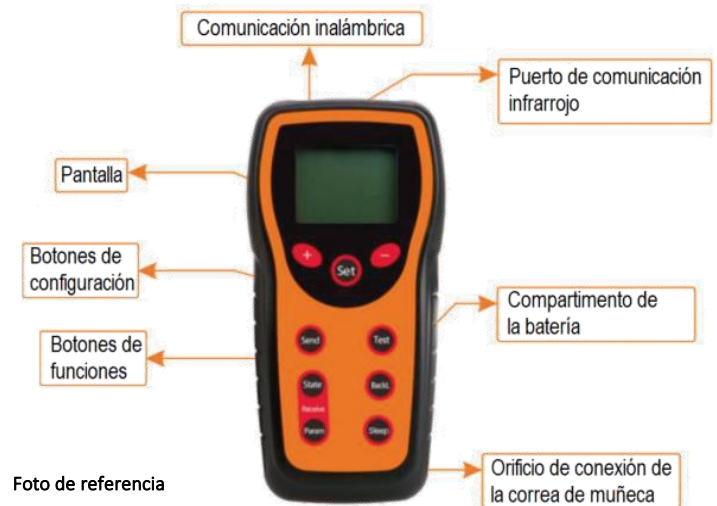 Comunicación inalámbrica
Puerto de comunicación
infrarrojo
Pantalla
+
-
Set
Botones de
configuración
Compartimento de
la batería
Send
Test
Botones de
funciones
State
BackL
Receive
Param
Sleep
Orificio de conexión de
la correa de muñeca
Foto de referencia